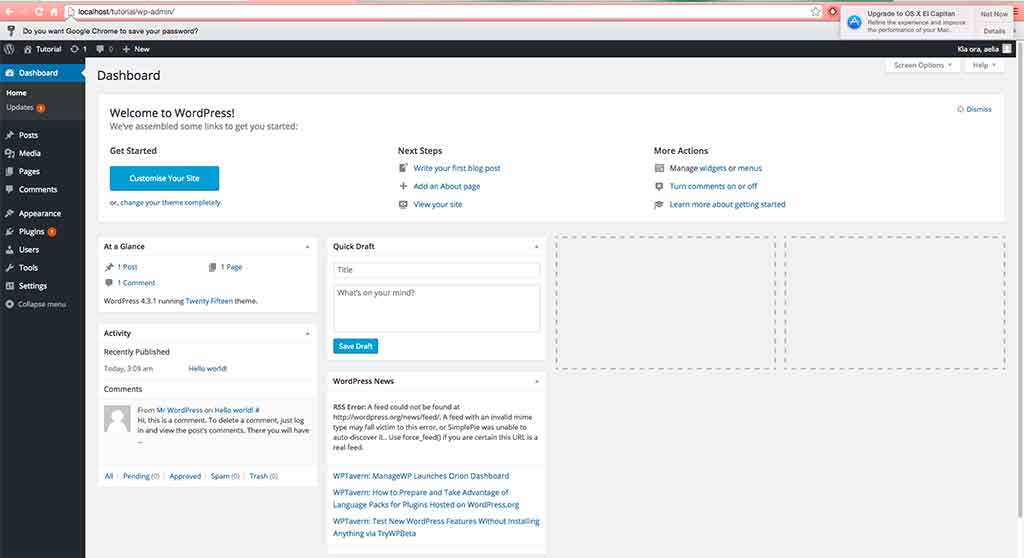 localhost/tutorial/wp-admin/
Upgrade to OS X El Capitan
Refine the experience and improve
the performance of your Mac.
Not Now
Details
Do you want Google Chrome to save your password?
Tutorial 1 0 + New
Kia ora, aelia
Dashboard
Home
Updates 1
Posts
Media
Pages
Comments
Appearance
Plugins 1
Users
Tools
Settings
Collapse menu
Dashboard
Screen Options
Help
Welcome to WordPress!
We've assembled some links to get you started:
Dismiss
Get Started
Customise Your Site
or, change your theme completely
Next Steps
Write your first blog post
Add an About page
View your site
More Actions
Manage widgets or menus
Turn comments on or off
Learn more about getting started
At a Glance
1 Post
1 Page
1 Comment
WordPress 4.3.1 running Twenty Fifteen theme.
Activity
Recently Published
Today, 3:09 am Hello world!
Comments
From Mr WordPress on Hello world! #
Hi, this is a comment. To delete a comment, just log
in and view the post's comments. There you will have
...
All | Pending (0) | Approved | Spam (0) | Trash (0)
Quick Draft
Title
What's on your mind?
Save Draft
WordPress News
RSS Error: A feed could not be found at
http://wordpress.org/news/feed/. A feed with an invalid mime
type may fall victim to this error, or SimplePie was unable to
auto-discover it.. Use force_feed() if you are certain this URL is a
real feed.
WPTavern: ManageWP Launches Orion Dashboard
WPTavern: How to Prepare and Take Advantage of
Language Packs for Plugins Hosted on WordPress.org
WPTavern: Test New WordPress Features Without Installing
Anything via TryWPBeta